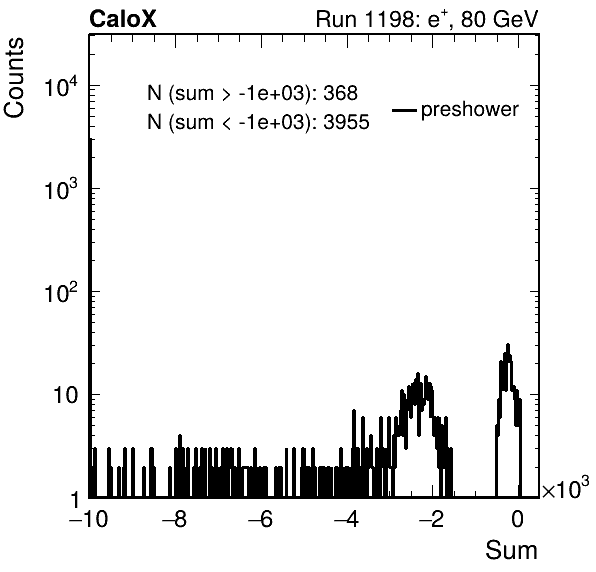 CaloX Run 1198: e⁺, 80 GeV
Counts
N (sum > -1e+03): 368
N (sum < -1e+03): 3955
preshower
10⁴
10³
10²
10
1
−10 −8 −6 −4 −2 0 ×10³
Sum